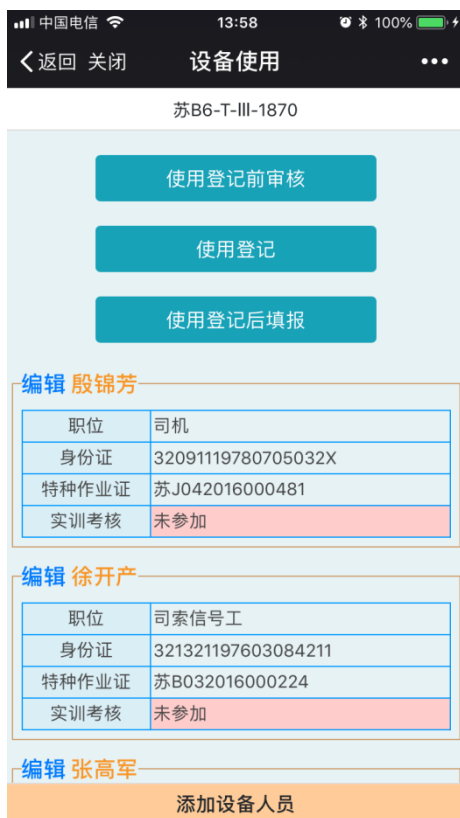 中国电信 13:58 100%
返回 关闭 设备使用
苏B6-T-Ⅲ-1870
使用登记前审核
使用登记
使用登记后填报
编辑 殷锦芳
职位 司机
身份证 32091119780705032X
特种作业证 苏J042016000481
实训考核 未参加
编辑 徐开产
职位 司索信号工
身份证 321321197603084211
特种作业证 苏B032016000224
实训考核 未参加
编辑 张高军
添加设备人员